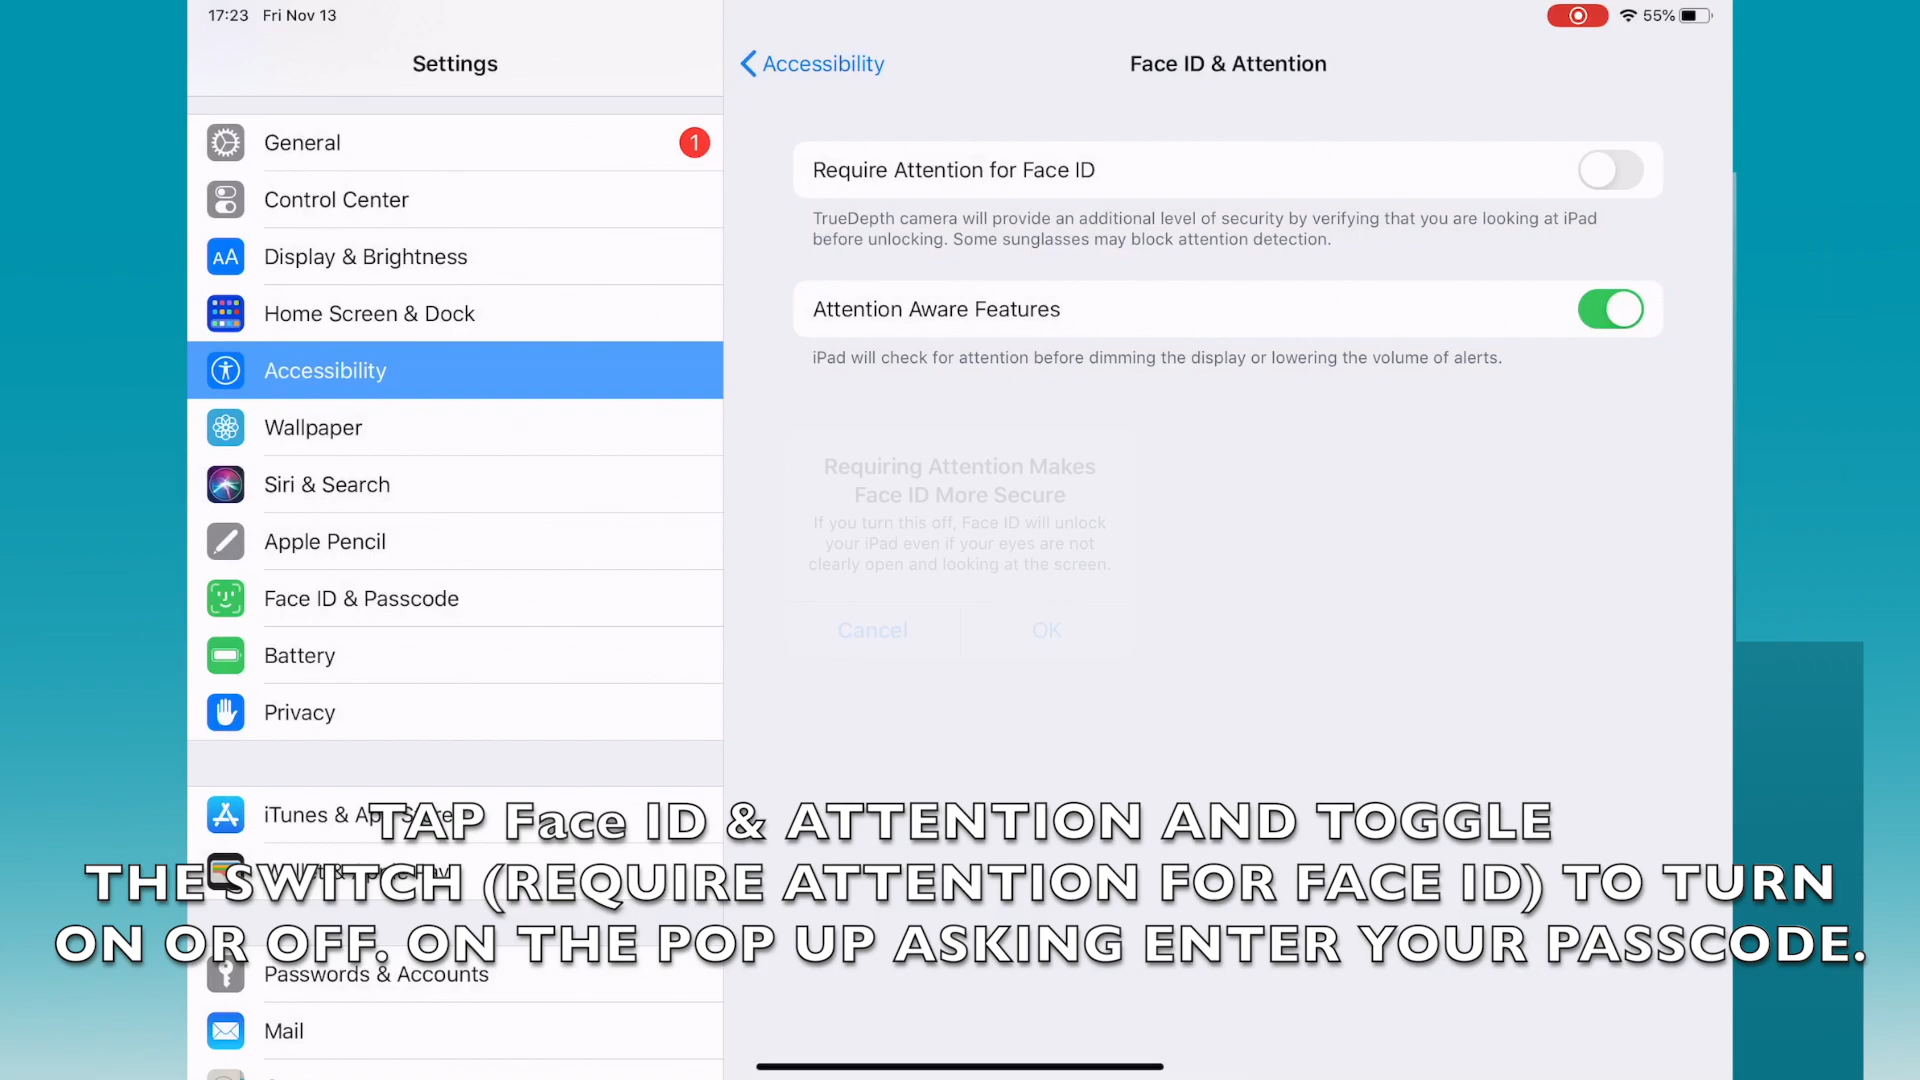 17:23 Fri Nov 13
55%
Settings
Accessibility
Face ID & Attention
General
1
Control Center
AA
Display & Brightness
Home Screen & Dock
Accessibility
Wallpaper
Siri & Search
Apple Pencil
Face ID & Passcode
Battery
Privacy
iTunes & App Store
Wallet & Apple Pay
Passwords & Accounts
Mail
Require Attention for Face ID
TrueDepth camera will provide an additional level of security by verifying that you are looking at iPad
before unlocking. Some sunglasses may block attention detection.
Attention Aware Features
iPad will check for attention before dimming the display or lowering the volume of alerts.
Requiring Attention Makes
Face ID More Secure
If you turn this off, Face ID will unlock
your iPad even if your eyes are not
clearly open and looking at the screen.
Cancel
OK
TAP Face ID & ATTENTION AND TOGGLE
THE SWITCH (REQUIRE ATTENTION FOR FACE ID) TO TURN
ON OR OFF. ON THE POP UP ASKING ENTER YOUR PASSCODE.